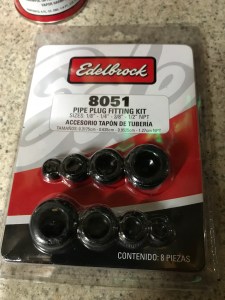 Edelbrock
8051
PIPE PLUG FITTING KIT
SIZES: 1/8" - 1/4" - 3/8" - 1/2" NPT
ACCESORIO TAPÓN DE TUBERÍA
CONTENIDO: 8 PIEZAS